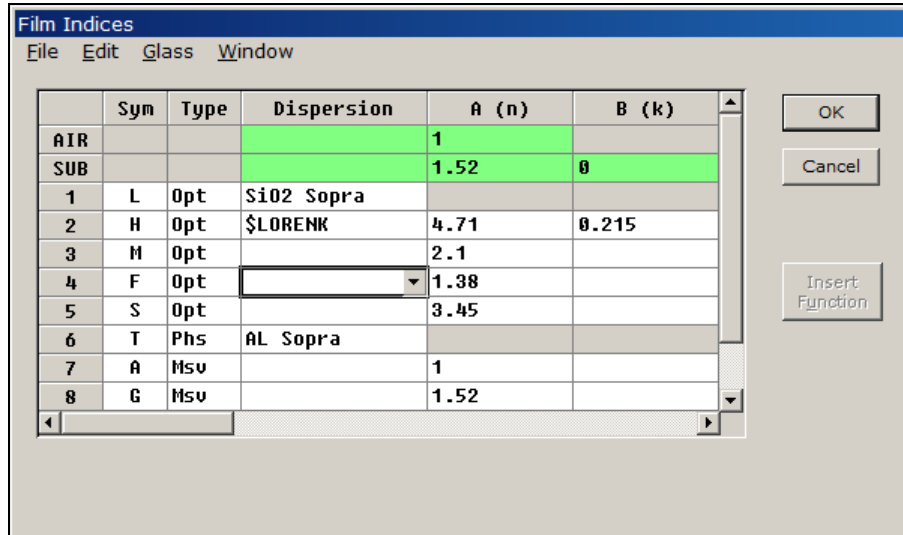 Film Indices
File Edit Glass Window
Sym Type Dispersion A (n) B (k)
AIR 1
SUB 1.52 0
1 L Opt SiO2 Sopra
2 H Opt $LORENK 4.71 0.215
3 M Opt 2.1
4 F Opt 1.38
5 S Opt 3.45
6 T Phs AL Sopra
7 A Msv 1
8 G Msv 1.52
OK
Cancel
Insert
Function